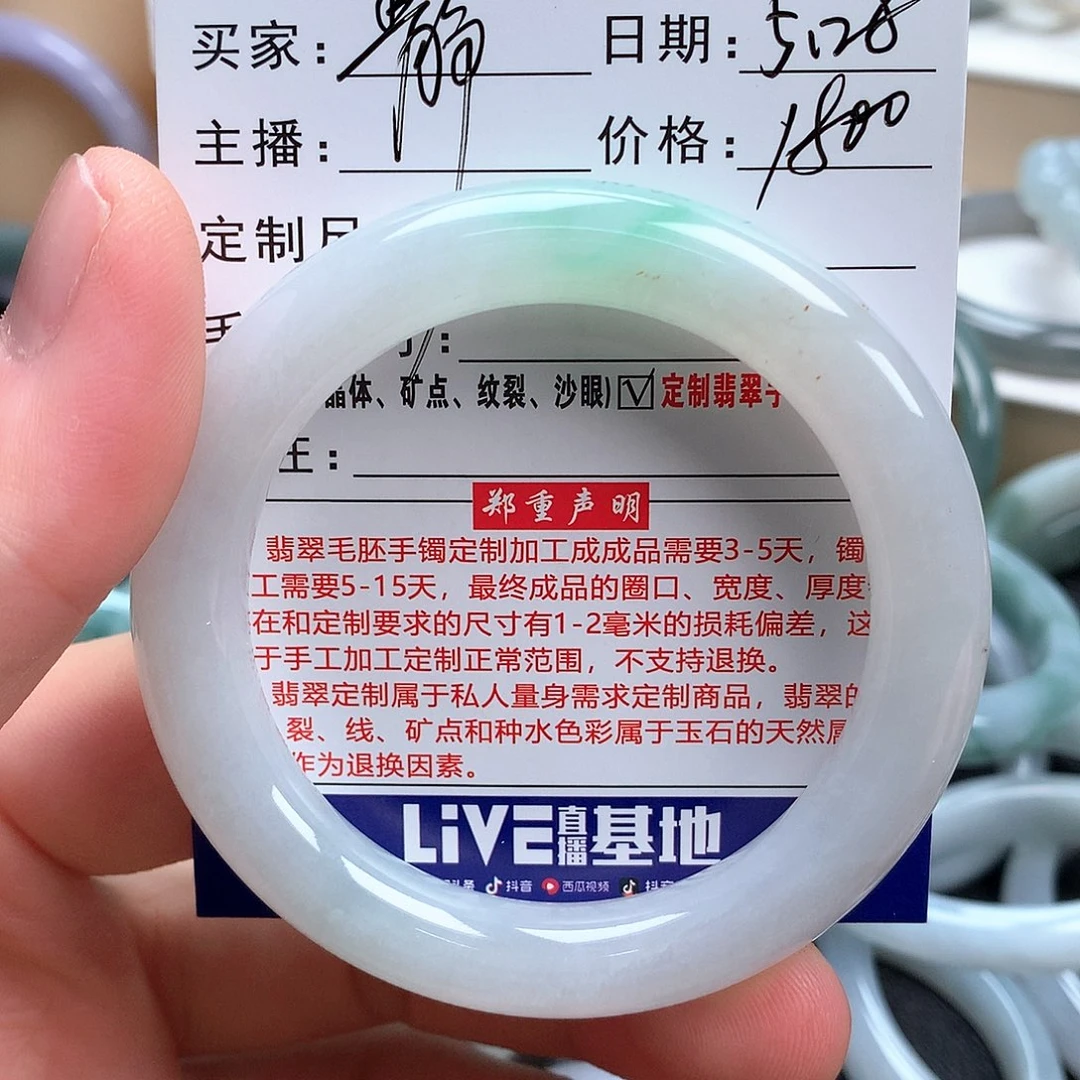 买家: 日期: 5.28
主播: 价格: 1800
定制尺
:
晶体、矿点、纹裂、沙眼) ☑定制翡翠手
王:
郑重声明
翡翠毛胚手镯定制加工成成品需要3-5天，镯
工需要5-15天，最终成品的圈口、宽度、厚度
在和定制要求的尺寸有1-2毫米的损耗偏差，这
于手工加工定制正常范围，不支持退换。
翡翠定制属于私人量身需求定制商品，翡翠的
裂、线、矿点和种水色彩属于玉石的天然属
作为退换因素。
LiVE直播基地
头条 抖音 西瓜视频 抖音